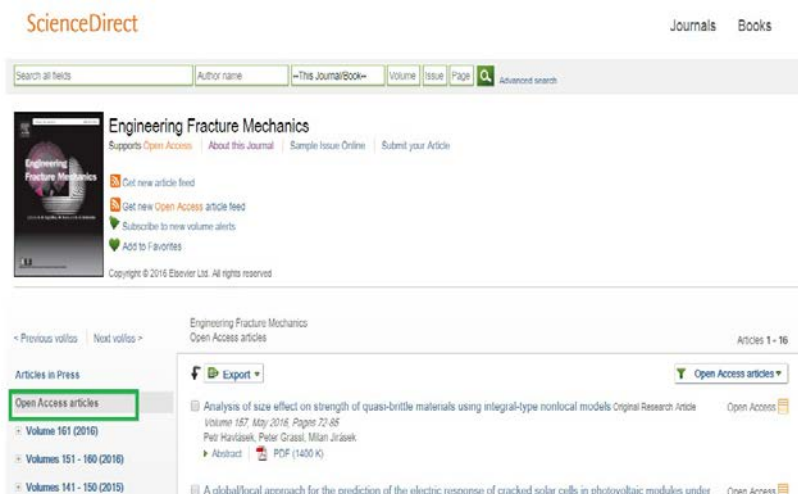 ScienceDirect
Journals Books
Search all fields Author name --This Journal/Book-- Volume Issue Page Advanced search
Engineering Fracture Mechanics
Supports Open Access About this Journal Sample Issue Online Submit your Article
Engineering
Fracture Mechanics
Get new article feed
Get new Open Access article feed
Subscribe to new volume alerts
Add to Favorites
Copyright © 2016 Elsevier Ltd. All rights reserved
< Previous vol/iss Next vol/iss >
Engineering Fracture Mechanics
Open Access articles
Articles 1 - 16
Articles in Press
Export
Open Access articles
Open Access articles
Analysis of size effect on strength of quasi-brittle materials using integral-type nonlocal models Original Research Article Open Access
Volume 157, May 2016, Pages 72-85
Petr Havlásek, Peter Grassl, Milan Jirásek
Abstract PDF (1400 K)
Volume 161 (2016)
Volumes 151 - 160 (2016)
Volumes 141 - 150 (2015)
A global/local approach for the prediction of the electric response of cracked solar cells in photovoltaic modules under Open Access